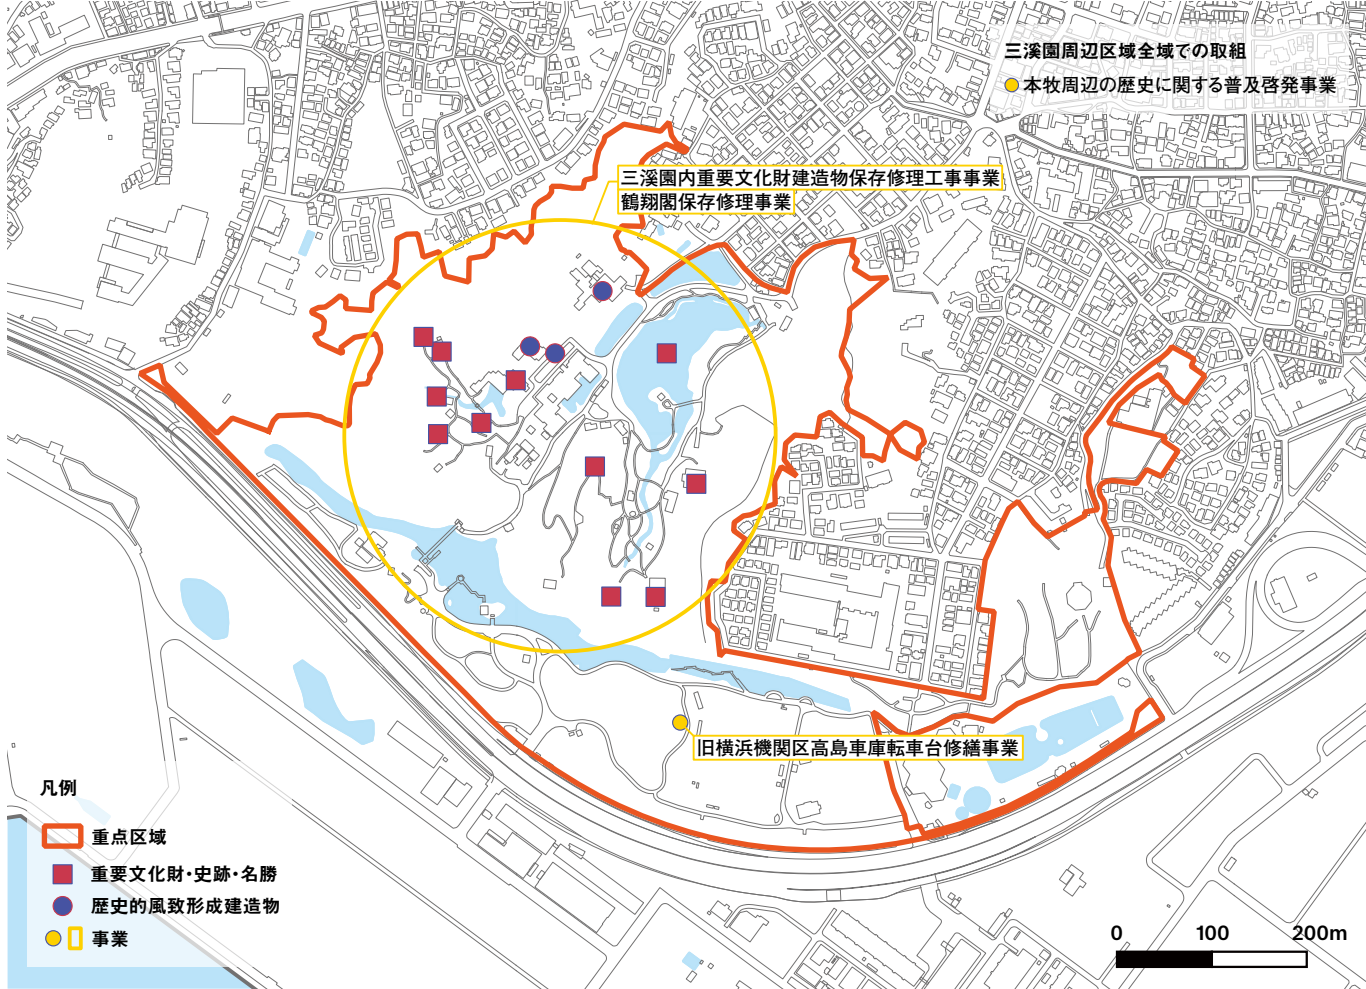 三溪園周辺区域全域での取組
本牧周辺の歴史に関する普及啓発事業
三溪園内重要文化財建造物保存修理工事事業
鶴翔閣保存修理事業
旧横浜機関区高島車庫転車台修繕事業
凡例
重点区域
重要文化財・史跡・名勝
歴史的風致形成建造物
事業
0 100 200m